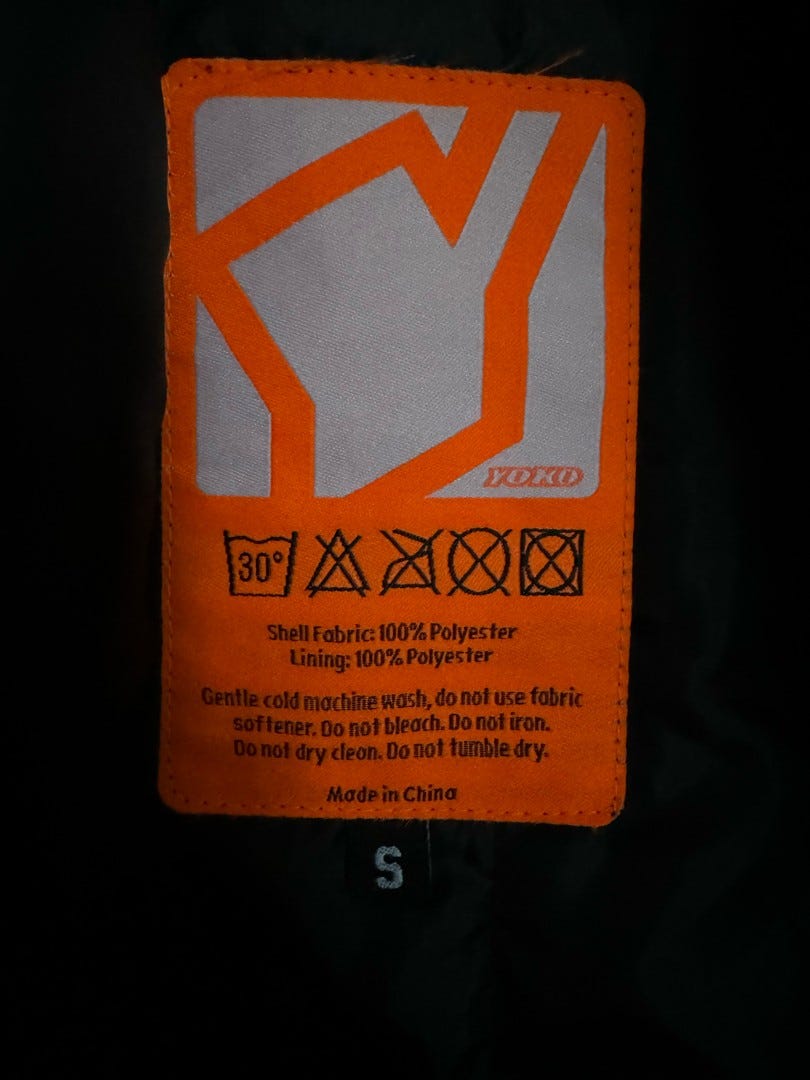 YOKO
30°
Shell Fabric: 100% Polyester
Lining: 100% Polyester
Gentle cold machine wash, do not use fabric
softener. Do not bleach. Do not iron.
Do not dry clean. Do not tumble dry.
Made in China
S